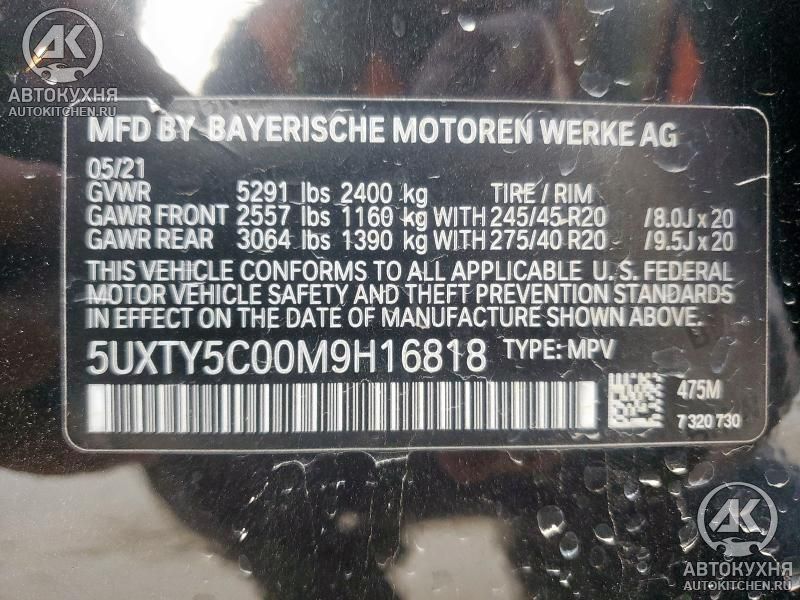 AK
АВТОКУХНЯ
AUTOKITCHEN.RU
MFD BY BAYERISCHE MOTOREN WERKE AG
05/21
GVWR 5291 lbs 2400 kg TIRE / RIM
GAWR FRONT 2557 lbs 1160 kg WITH 245/45 R20 /8.0J x 20
GAWR REAR 3064 lbs 1390 kg WITH 275/40 R20 /9.5J x 20
THIS VEHICLE CONFORMS TO ALL APPLICABLE U. S. FEDERAL
MOTOR VEHICLE SAFETY AND THEFT PREVENTION STANDARDS
IN EFFECT ON THE DATE OF MANUFACTURE SHOWN ABOVE.
5UXTY5C00M9H16818 TYPE: MPV
475M
7 320 730
AK
АВТОКУХНЯ
AUTOKITCHEN.RU